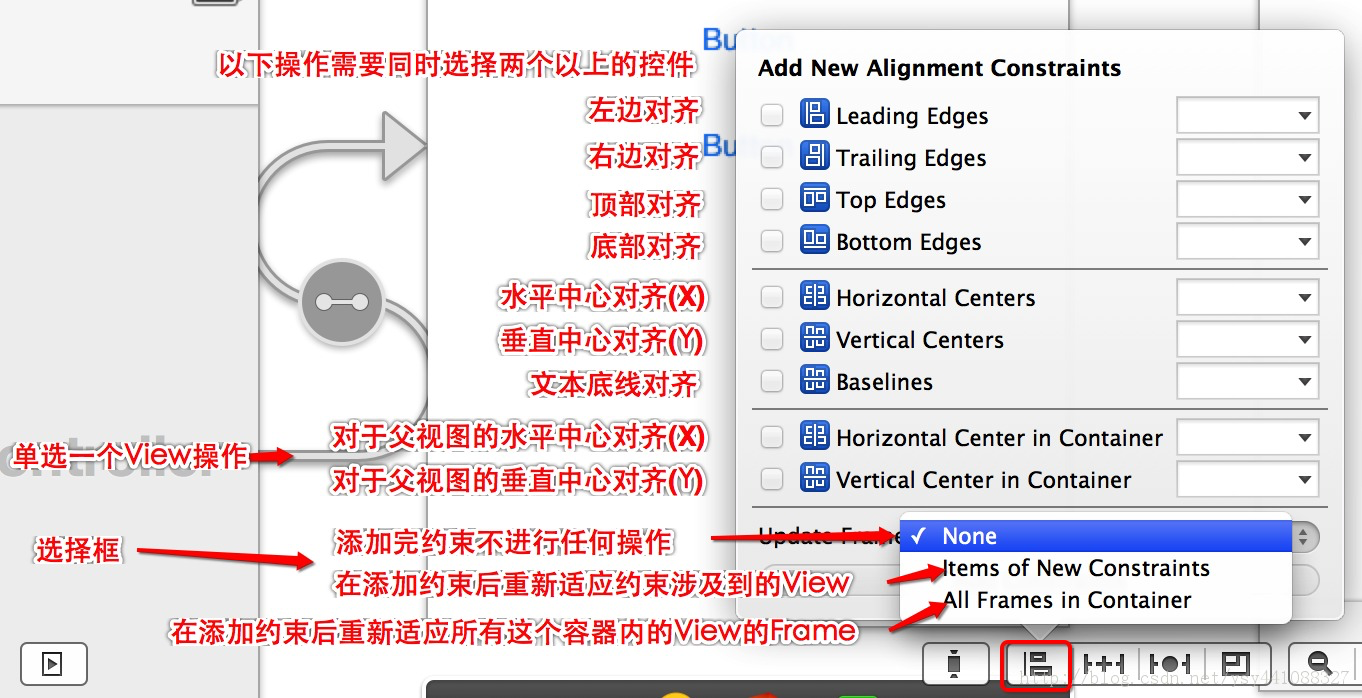 Button
以下操作需要同时选择两个以上的控件
Add New Alignment Constraints
左边对齐
Leading Edges
Bu
右边对齐
Trailing Edges
顶部对齐
Top Edges
底部对齐
Bottom Edges
水平中心对齐(X)
Horizontal Centers
垂直中心对齐(Y)
Vertical Centers
文本底线对齐
Baselines
单选一个View操作
对于父视图的水平中心对齐(X)
Horizontal Center in Container
对于父视图的垂直中心对齐(Y)
Vertical Center in Container
选择框
添加完约束不进行任何操作
Update Frame
✓ None
在添加约束后重新适应约束涉及到的View
Items of New Constraints
在添加约束后重新适应所有这个容器内的View的Frame
All Frames in Container
http://blog.csdn.net/ysy441088327